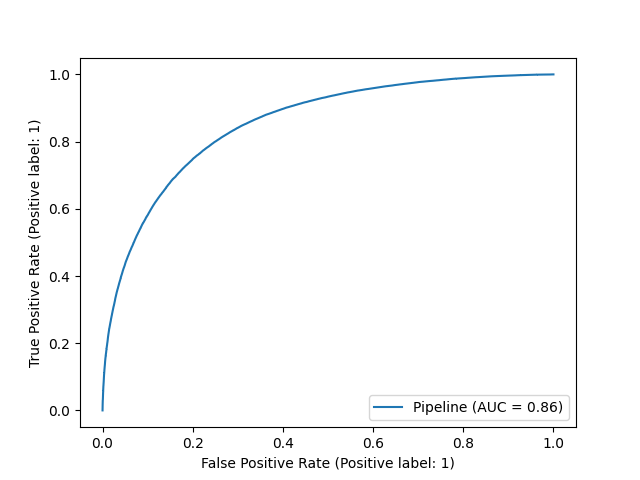 1.0
0.8
0.6
0.4
0.2
0.0
True Positive Rate (Positive label: 1)
Pipeline (AUC = 0.86)
0.0 0.2 0.4 0.6 0.8 1.0
False Positive Rate (Positive label: 1)